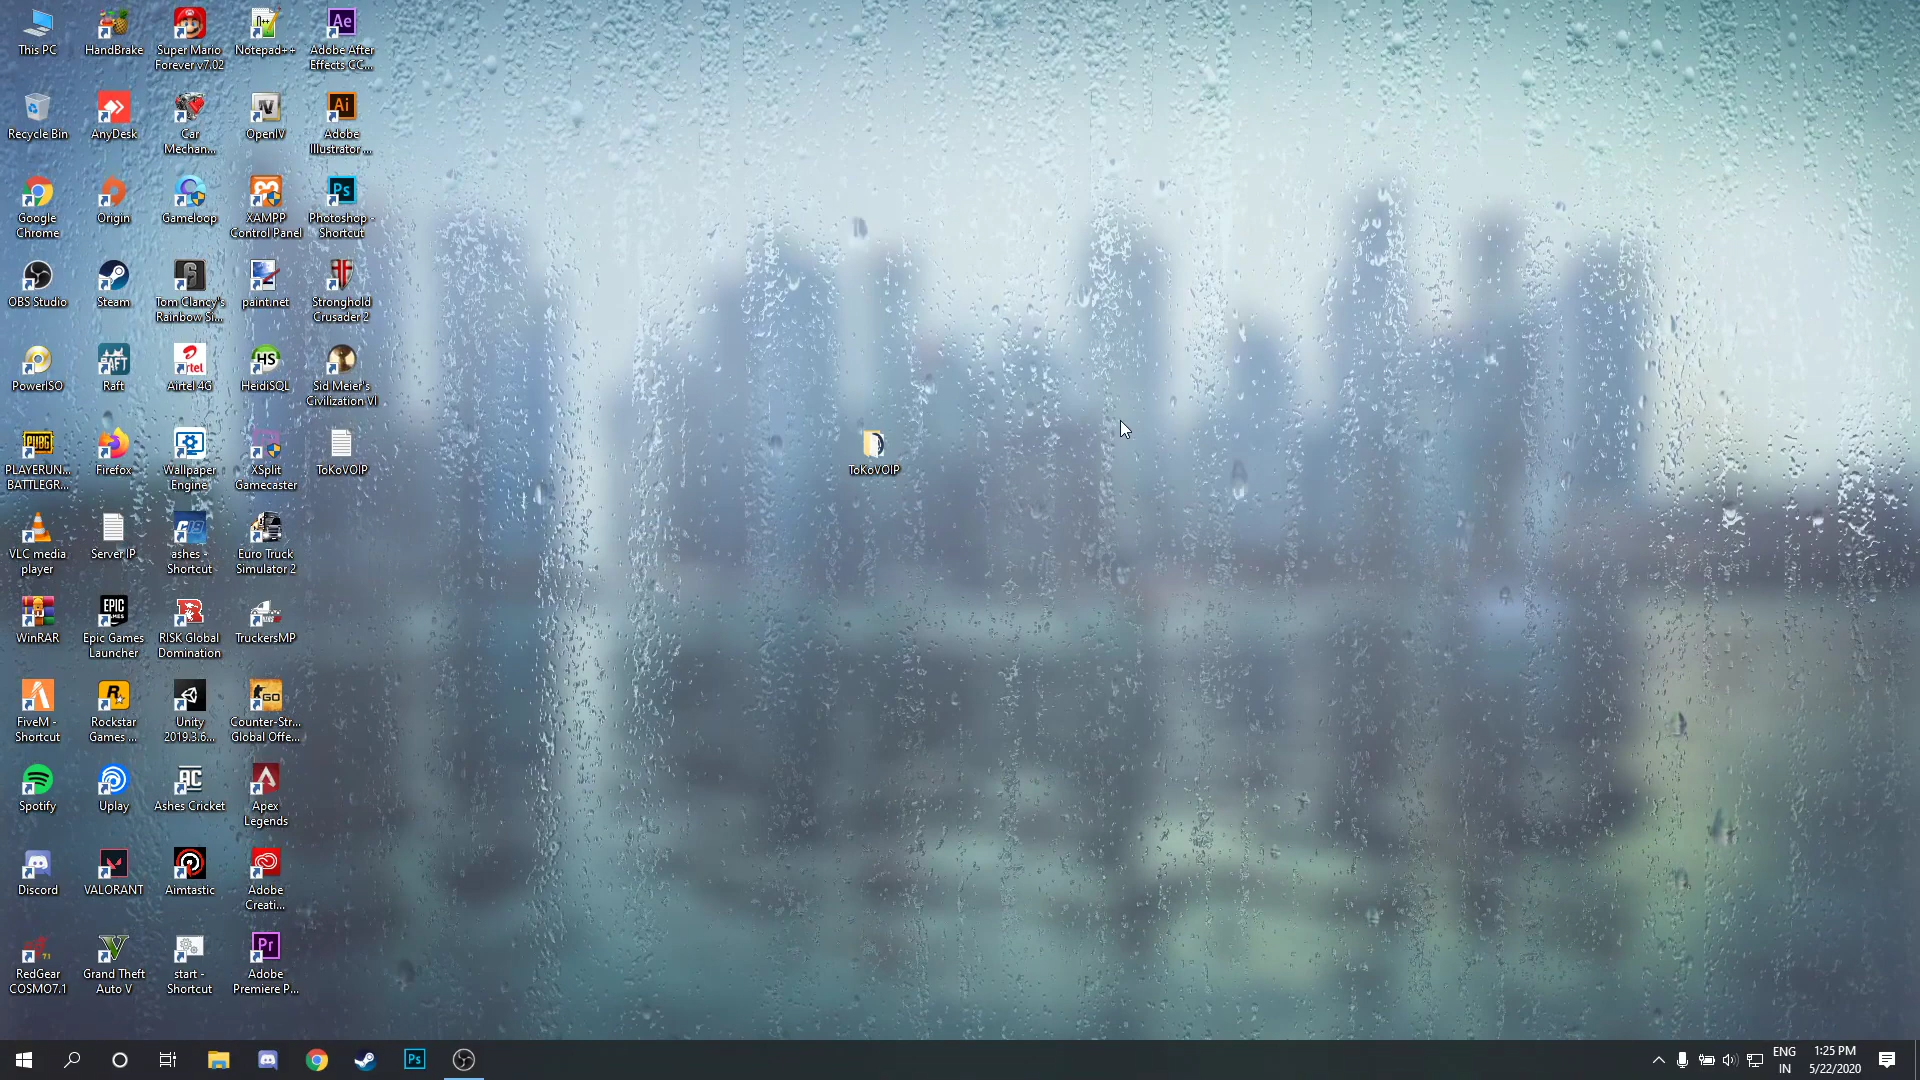 This PC
HandBrake
Super Mario
Forever v7.02
Notepad++
Adobe After
Effects CC...
Recycle Bin
AnyDesk
Car
Mechan...
OpenIV
Adobe
Illustrator ...
Google
Chrome
Origin
Gameloop
XAMPP
Control Panel
Photoshop -
Shortcut
OBS Studio
Steam
Tom Clancy's
Rainbow Si...
paint.net
Stronghold
Crusader 2
PowerISO
Raft
Airtel 4G
HeidiSQL
Sid Meier's
Civilization VI
PLAYERUN...
BATTLEGR...
Firefox
Wallpaper
Engine
XSplit
Gamecaster
ToKoVOIP
ToKoVOIP
VLC media
player
Server IP
ashes -
Shortcut
Euro Truck
Simulator 2
WinRAR
Epic Games
Launcher
RISK Global
Domination
TruckersMP
FiveM -
Shortcut
Rockstar
Games ...
Unity
2019.3.6...
Counter-Str...
Global Offe...
Spotify
Uplay
Ashes Cricket
Apex
Legends
Discord
VALORANT
Aimtastic
Adobe
Creati...
RedGear
COSMO7.1
Grand Theft
Auto V
start -
Shortcut
Adobe
Premiere P...
ENG
IN
1:25 PM
5/22/2020